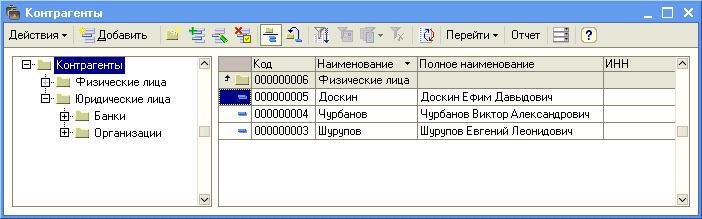 Контрагенты
Действия Добавить Перейти Отчет ?
Контрагенты
Физические лица
Юридические лица
Банки
Организации
Код Наименование Полное наименование ИНН
000000006 Физические лица
000000005 Доскин Доскин Ефим Давыдович
000000004 Чурбанов Чурбанов Виктор Александрович
000000003 Шурупов Шурупов Евгений Леонидович